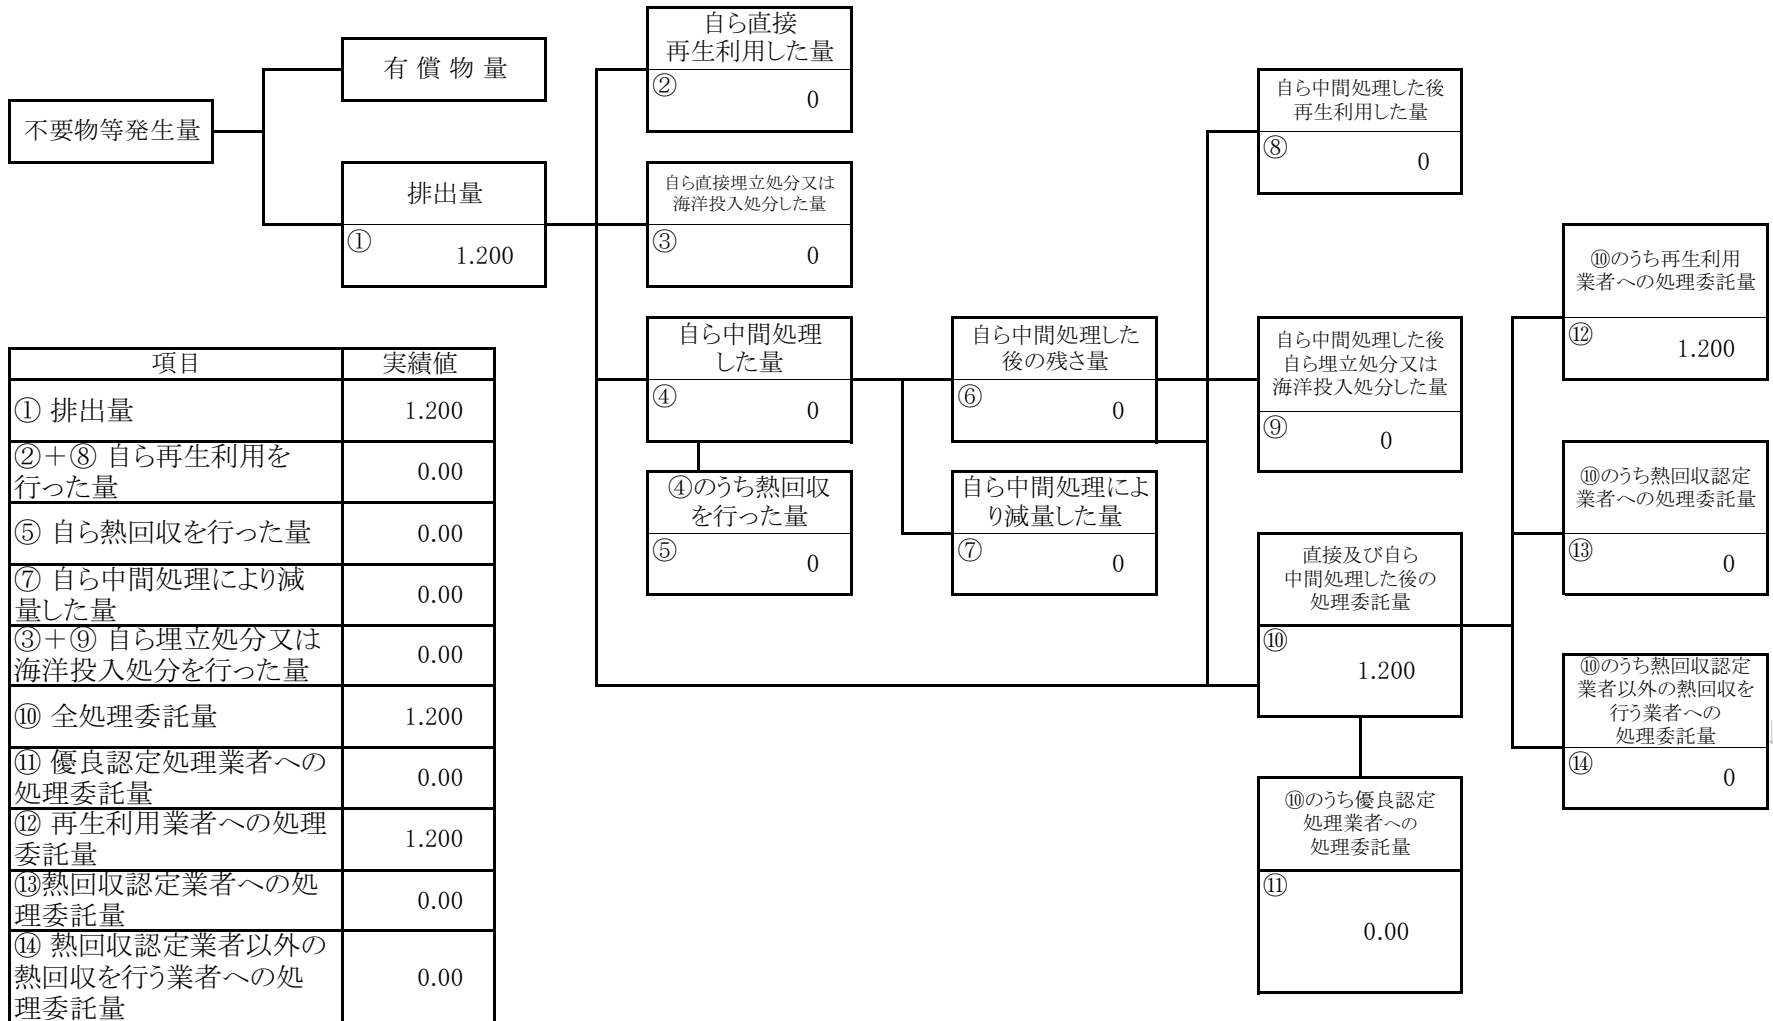 不要物等発生量
有償物量
排出量
①
1.200
自ら直接
再生利用した量
②
0
自ら直接埋立処分又は
海洋投入処分した量
③
0
自ら中間処理
した量
④
0
④のうち熱回収
を行った量
⑤
0
自ら中間処理した
後の残さ量
⑥
0
自ら中間処理によ
り減量した量
⑦
0
自ら中間処理した後
再生利用した量
⑧
0
自ら中間処理した後
自ら埋立処分又は
海洋投入処分した量
⑨
0
直接及び自ら
中間処理した後の
処理委託量
⑩
1.200
⑩のうち優良認定
処理業者への
処理委託量
⑪
0.00
⑩のうち再生利用
業者への処理委託量
⑫
1.200
⑩のうち熱回収認定
業者への処理委託量
⑬
0
⑩のうち熱回収認定
業者以外の熱回収を
行う業者への
処理委託量
⑭
0
項目 実績値
① 排出量 1.200
②＋⑧ 自ら再生利用を
行った量 0.00
⑤ 自ら熱回収を行った量 0.00
⑦ 自ら中間処理により減
量した量 0.00
③＋⑨ 自ら埋立処分又は
海洋投入処分を行った量 0.00
⑩ 全処理委託量 1.200
⑪ 優良認定処理業者への
処理委託量 0.00
⑫ 再生利用業者への処理
委託量 1.200
⑬熱回収認定業者への処
理委託量 0.00
⑭ 熱回収認定業者以外の
熱回収を行う業者への処
理委託量 0.00